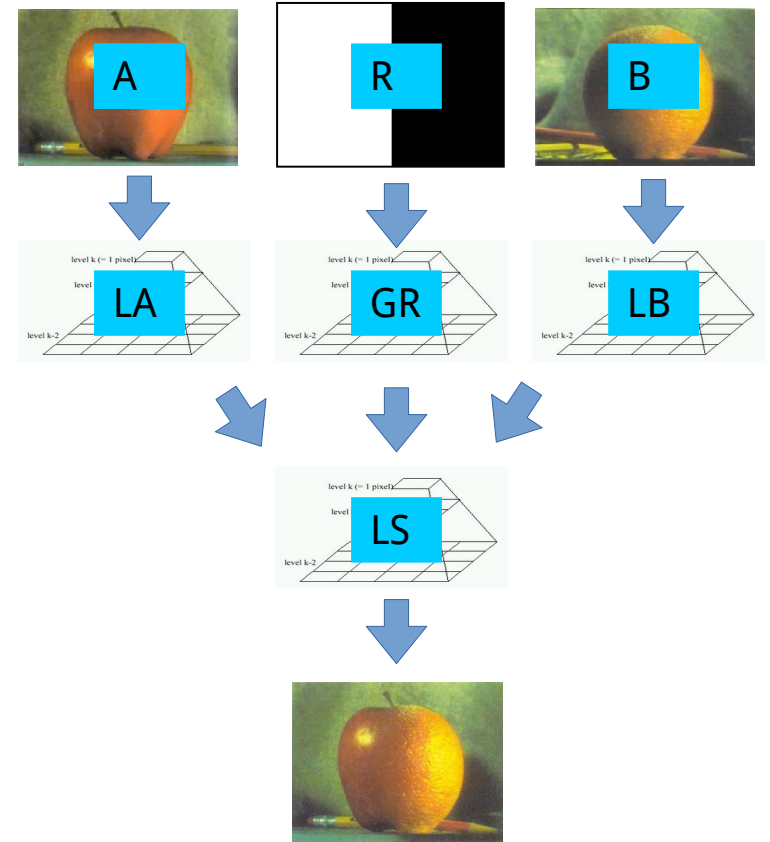 A
R
B
level k (= 1 pixel)
level
LA
level k-2
level k (= 1 pixel)
level
GR
level k-2
level k (= 1 pixel)
level
LB
level k-2
level k (= 1 pixel)
level
LS
level k-2